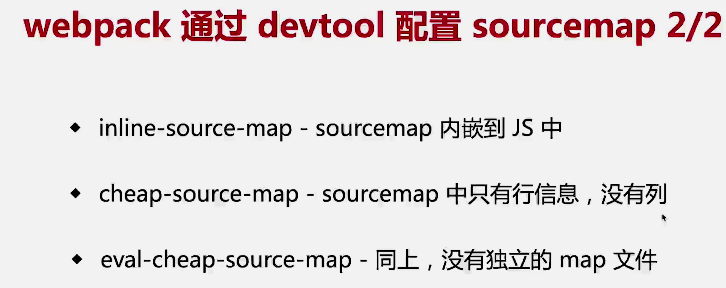 webpack 通过 devtool 配置 sourcemap 2/2
◆ inline-source-map - sourcemap 内嵌到 JS 中
◆ cheap-source-map - sourcemap 中只有行信息，没有列
◆ eval-cheap-source-map - 同上，没有独立的 map 文件